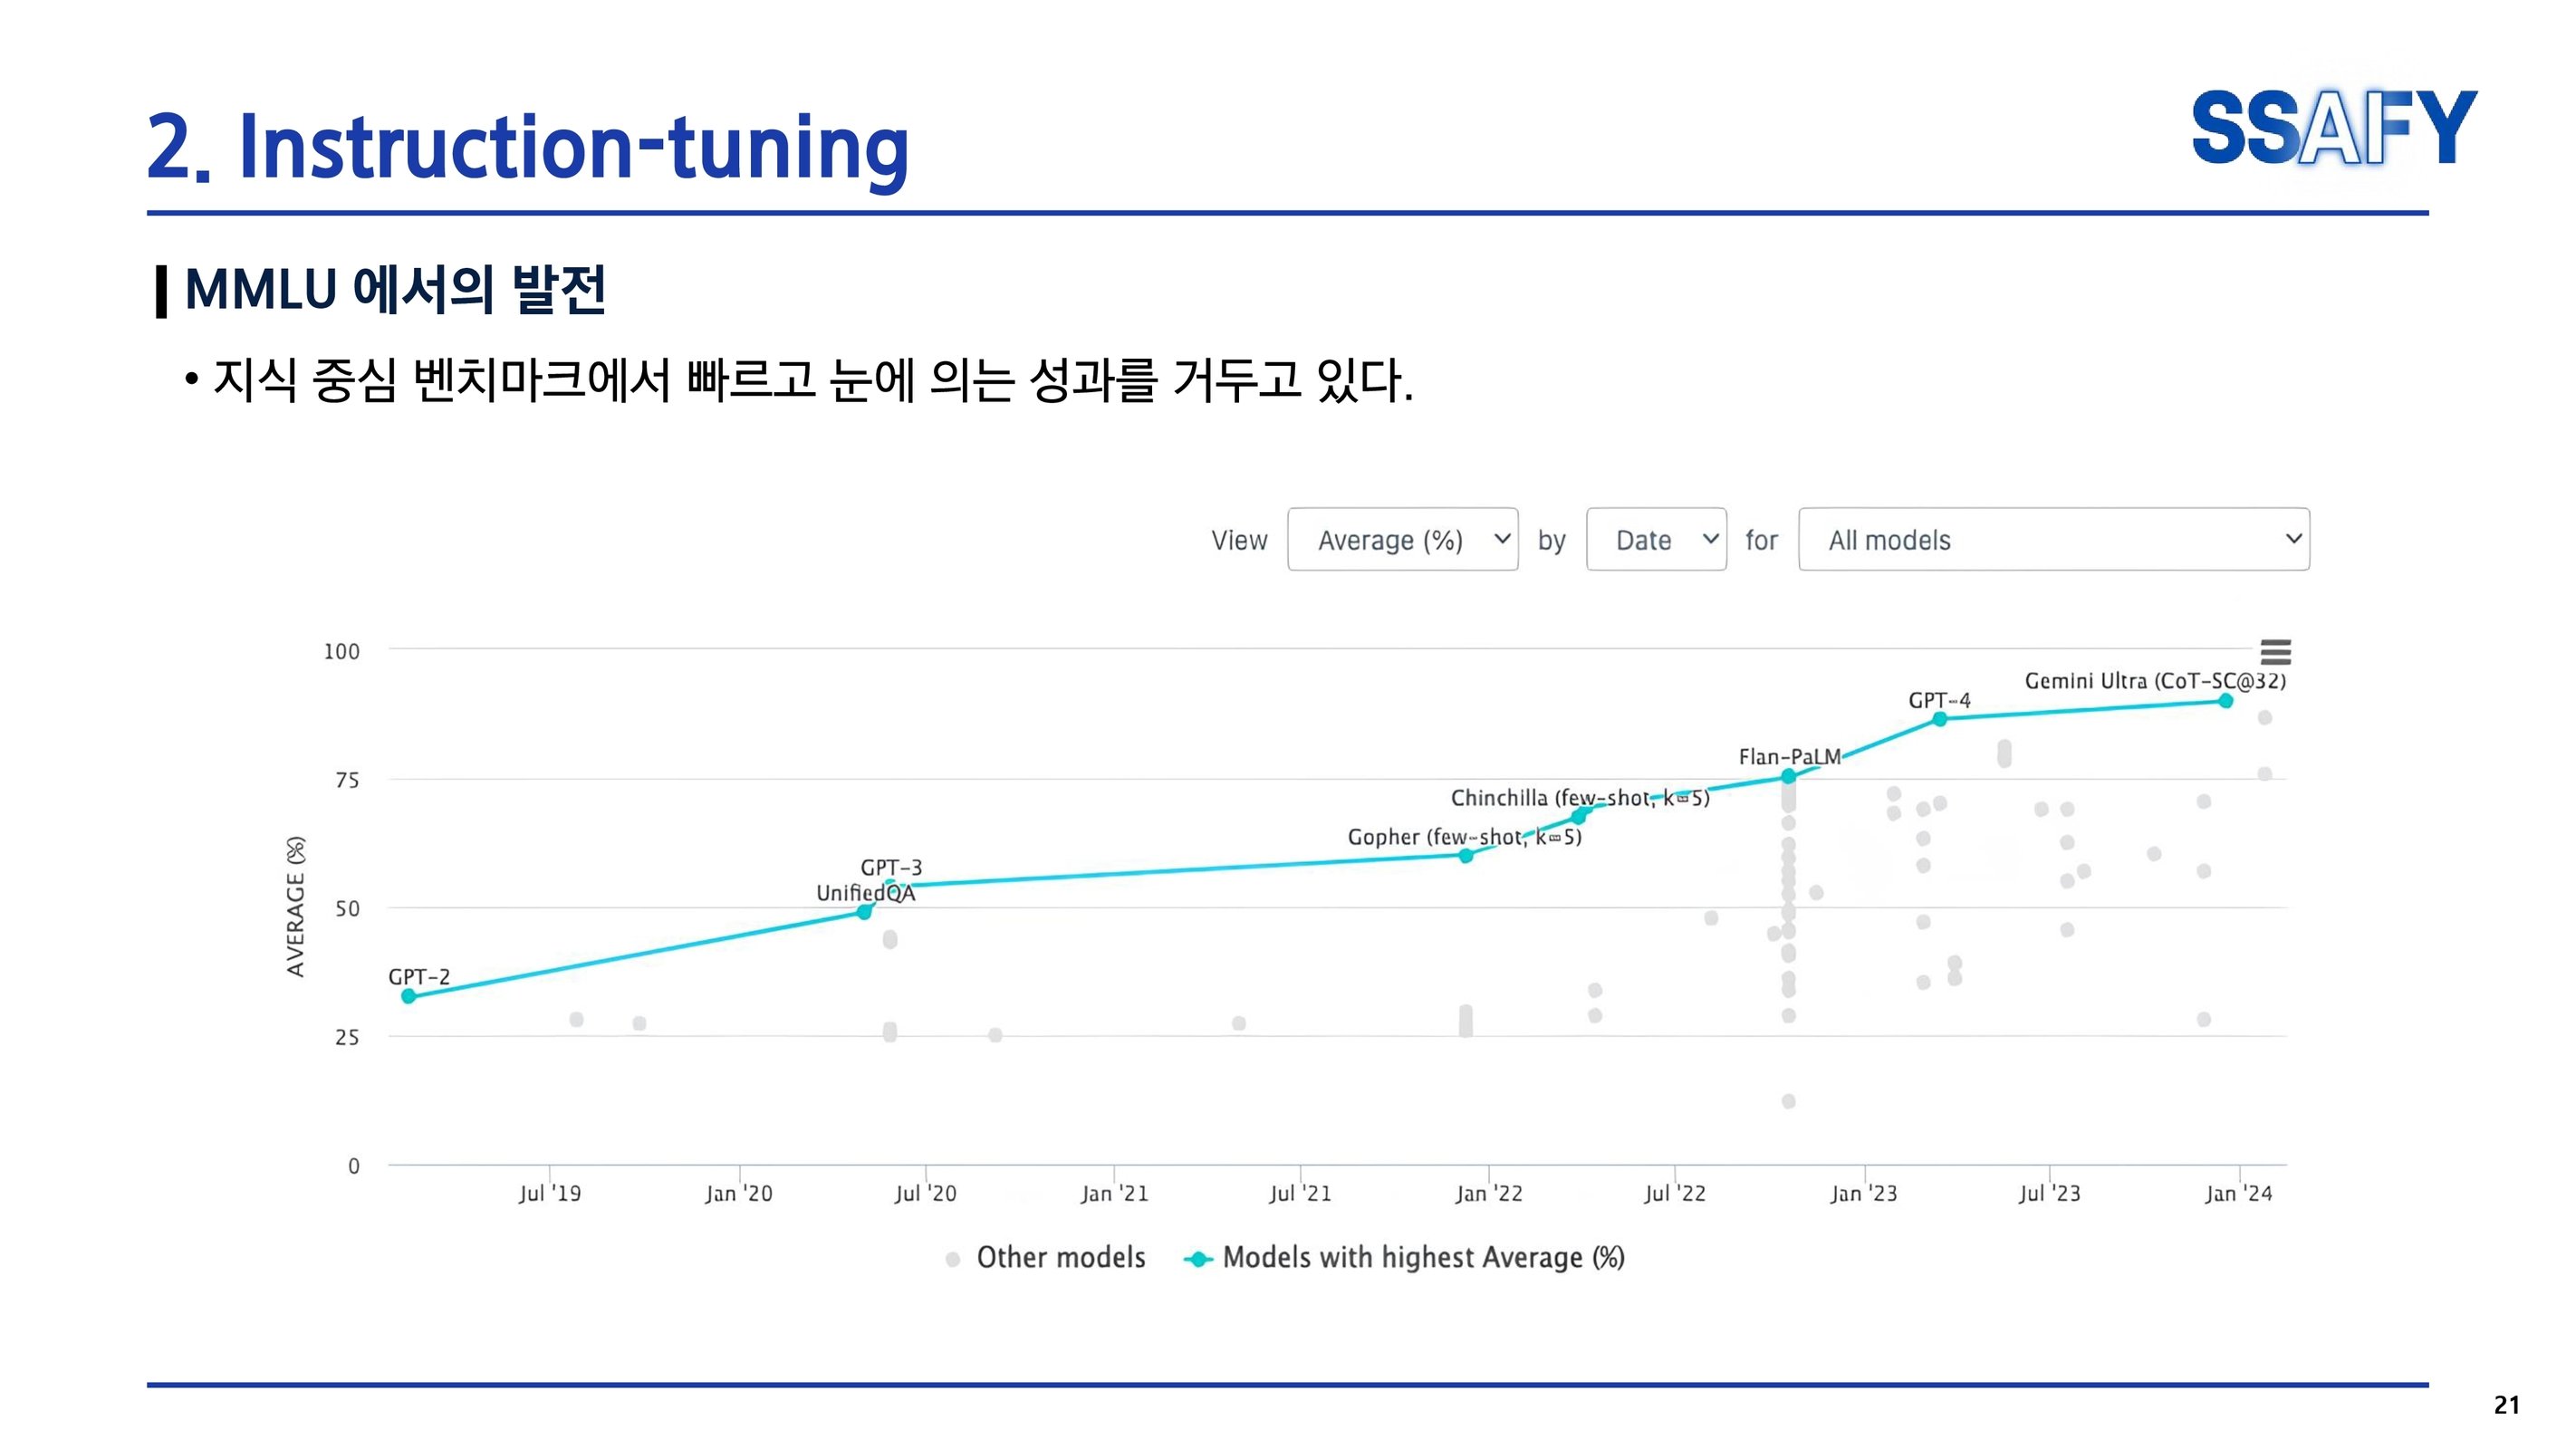 2. Instruction-tuning
SSAFY
MMLU 에서의 발전
• 지식 중심 벤치마크에서 빠르고 눈에 의는 성과를 거두고 있다.
View Average (%) by Date for All models
100
75
50
25
0
AVERAGE (%)
GPT-2
UnifiedQA
GPT-3
Gopher (few-shot, k=5)
Chinchilla (few-shot, k=5)
Flan-PaLM
GPT-4
Gemini Ultra (CoT-SC@32)
Jul '19 Jan '20 Jul '20 Jan '21 Jul '21 Jan '22 Jul '22 Jan '23 Jul '23 Jan '24
Other models Models with highest Average (%)
21